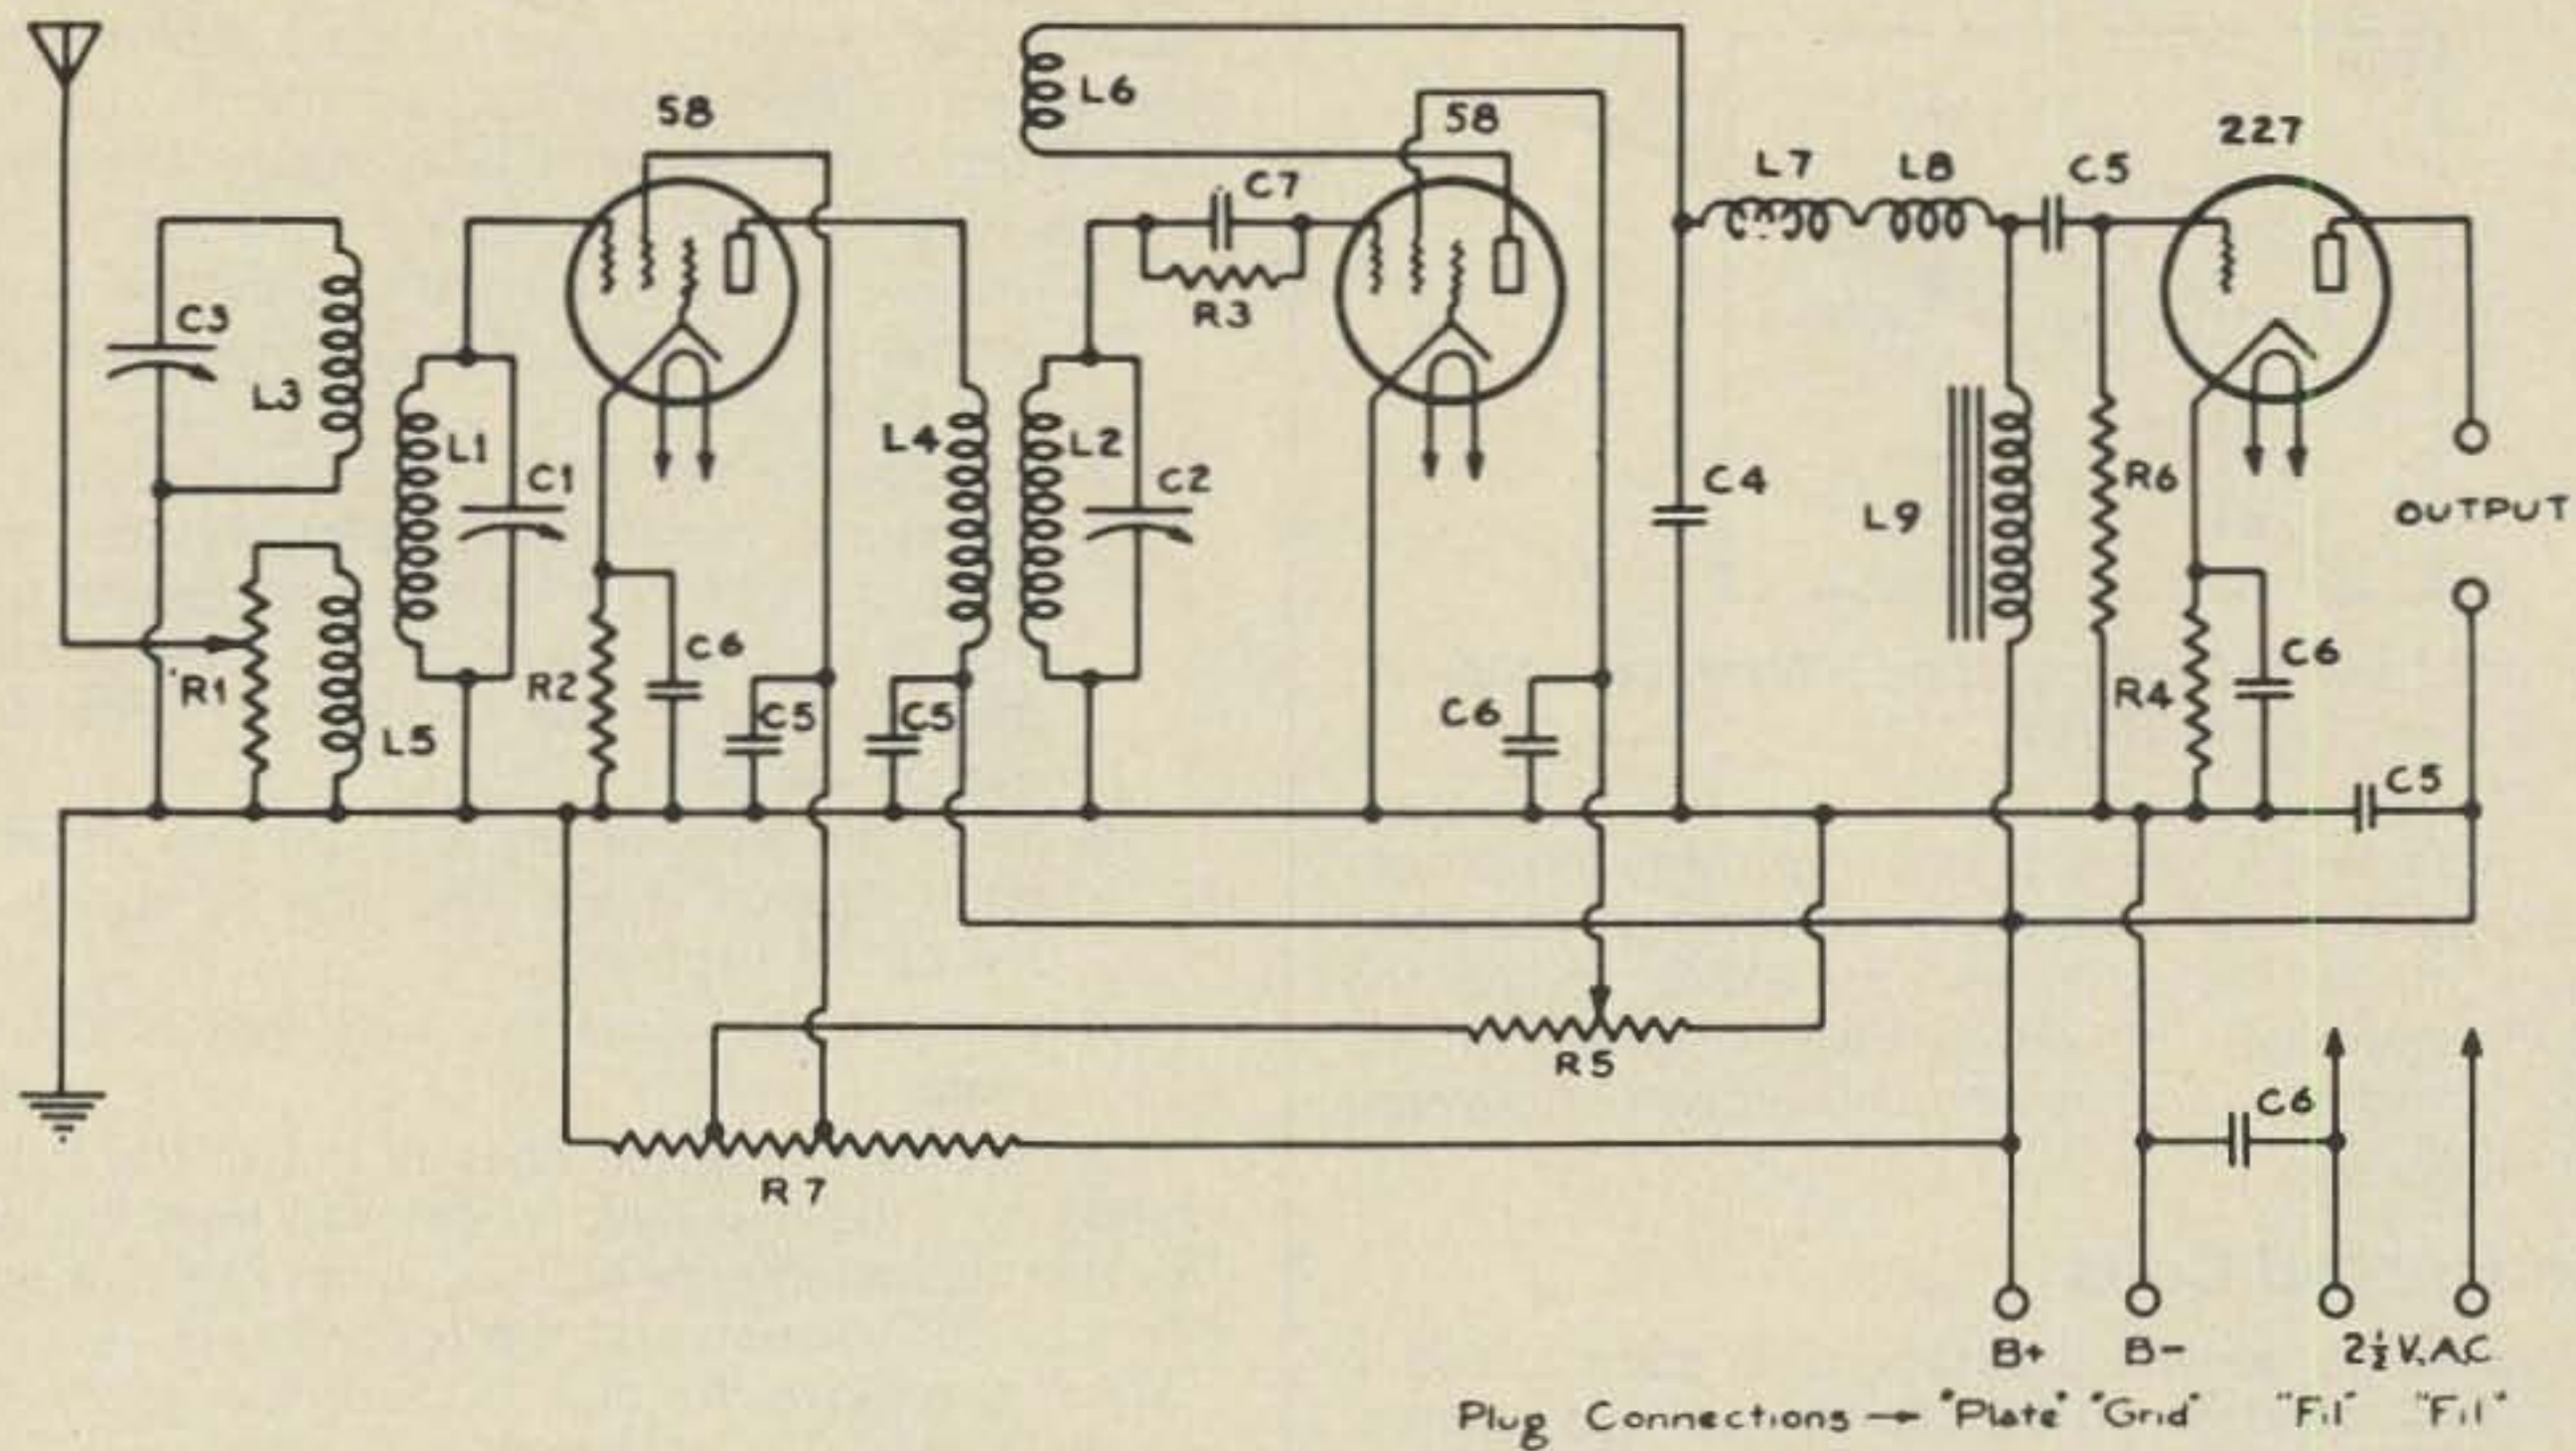 58
L6
58
227
L7
L8
C5
C7
R3
C3
L3
L1
C1
L4
L2
C2
C4
L9
R6
OUTPUT
R1
L5
R2
C6
C5
C5
C6
R4
C6
C5
R5
R7
C6
B+ B- 2½ V.A.C.
Plug Connections → "Plate" "Grid" "Fil" "Fil"